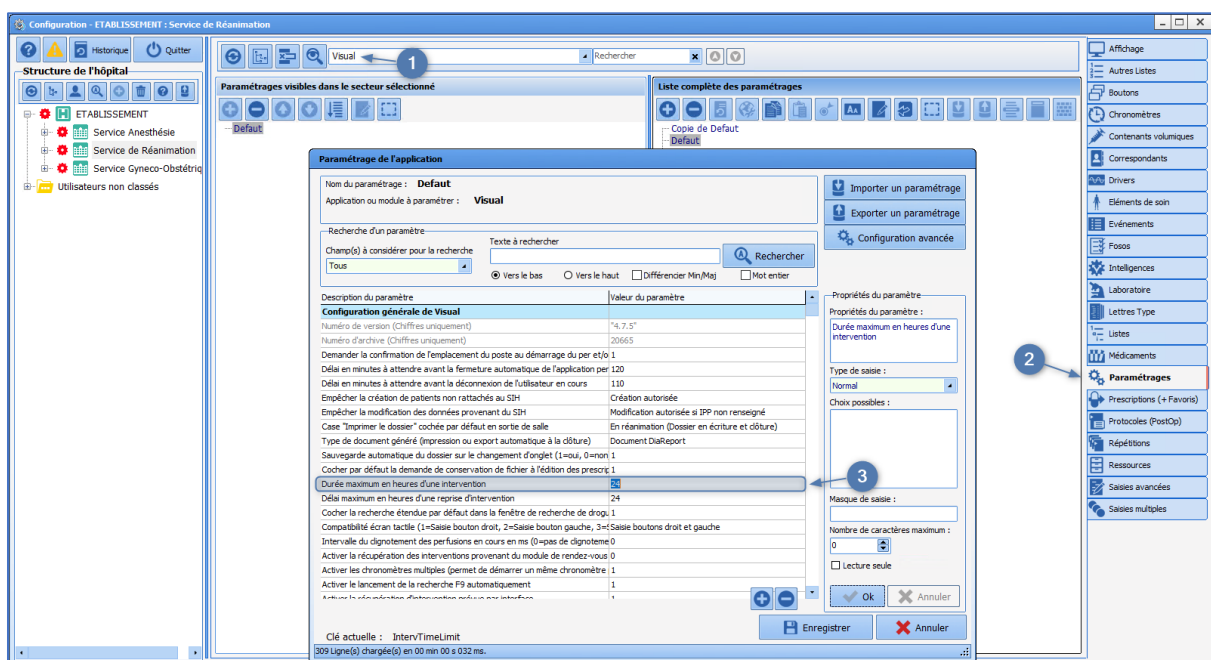 Configuration - ETABLISSEMENT : Service de Réanimation
Historique
Quitter
Structure de l'hôpital
ETABLISSEMENT
Service Anesthésie
Service de Réanimation
Service Gyneco-Obstétriq
Utilisateurs non classés
Visual
Rechercher
1
Paramétrages visibles dans le secteur sélectionné
Defaut
Liste complète des paramétrages
Copie de Defaut
Defaut
Paramétrage de l'application
Nom du paramétrage : Defaut
Application ou module à paramétrer : Visual
Importer un paramétrage
Exporter un paramétrage
Configuration avancée
Recherche d'un paramètre
Champ(s) à considérer pour la recherche
Tous
Texte à rechercher
Rechercher
Vers le bas
Vers le haut
Différencier Min/Maj
Mot entier
Description du paramètre Valeur du paramètre
Configuration générale de Visual
Numéro de version (Chiffres uniquement) "4.7.5"
Numéro d'archive (Chiffres uniquement) 20665
Demander la confirmation de l'emplacement du poste au démarrage du per et/o 1
Délai en minutes à attendre avant la fermeture automatique de l'application per 120
Délai en minutes à attendre avant la déconnexion de l'utilisateur en cours 110
Empêcher la création de patients non rattachés au SIH Création autorisée
Empêcher la modification des données provenant du SIH Modification autorisée si IPP non renseigné
Case "Imprimer le dossier" cochée par défaut en sortie de salle En réanimation (Dossier en écriture et clôture)
Type de document généré (impression ou export automatique à la clôture) Document DiaReport
Sauvegarde automatique du dossier sur le changement d'onglet (1=oui, 0=non 1
Cocher par défaut la demande de conservation de fichier à l'édition des prescrip 1
Durée maximum en heures d'une intervention 24
3
Délai maximum en heures d'une reprise d'intervention 24
Cocher la recherche étendue par défaut dans la fenêtre de recherche de drogu 1
Compatibilité écran tactile (1=Saisie bouton droit, 2=Saisie bouton gauche, 3=S Saisie boutons droit et gauche
Intervalle du clignotement des perfusions en cours en ms (0=pas de clignoteme 0
Activer la récupération des interventions provenant du module de rendez-vous 0
Activer les chronomètres multiples (permet de démarrer un même chronomètre 1
Activer le lancement de la recherche F9 automatiquement 1
Activer la récupération d'intervention prévue par interface 1
Propriétés du paramètre
Propriétés du paramètre :
Durée maximum en heures d'une
intervention
Type de saisie :
Normal
Choix possibles :
Masque de saisie :
Nombre de caractères maximum :
0
Lecture seule
Ok
Annuler
Enregistrer
Annuler
Clé actuelle : IntervTimeLimit
309 Ligne(s) chargée(s) en 00 min 00 s 032 ms.
Affichage
Autres Listes
Boutons
Chronomètres
Contenants volumiques
Correspondants
Drivers
Eléments de soin
Evénements
Fosos
Intelligences
Laboratoire
Lettres Type
Listes
Médicaments
2
Paramétrages
Prescriptions (+ Favoris)
Protocoles (PostOp)
Répétitions
Ressources
Saisies avancées
Saisies multiples